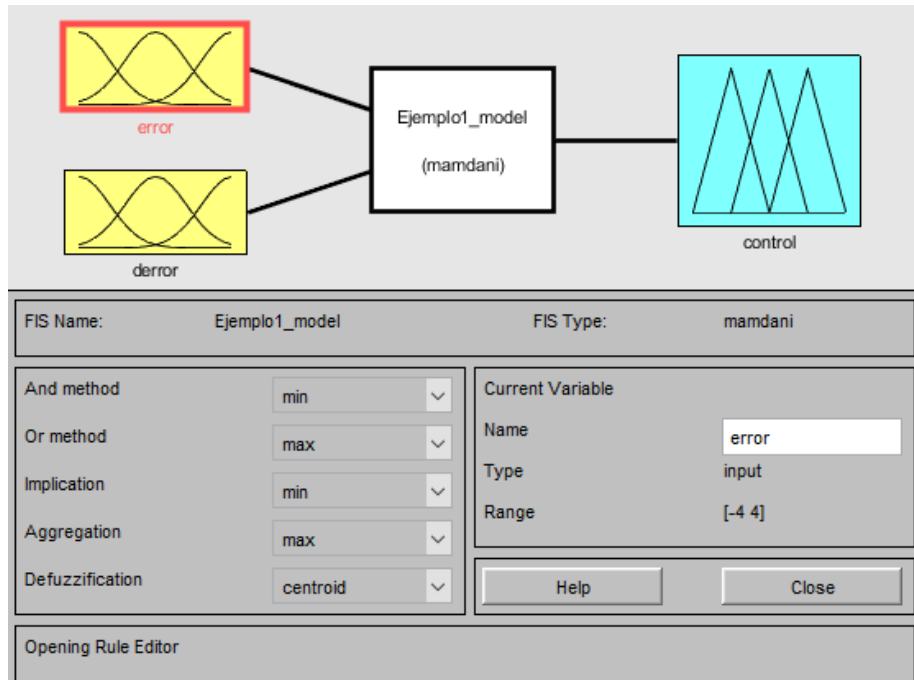 error
derror
Ejemplo1_model
(mamdani)
control
FIS Name: Ejemplo1_model FIS Type: mamdani
And method min
Or method max
Implication min
Aggregation max
Defuzzification centroid
Current Variable
Name error
Type input
Range [-4 4]
Help Close
Opening Rule Editor